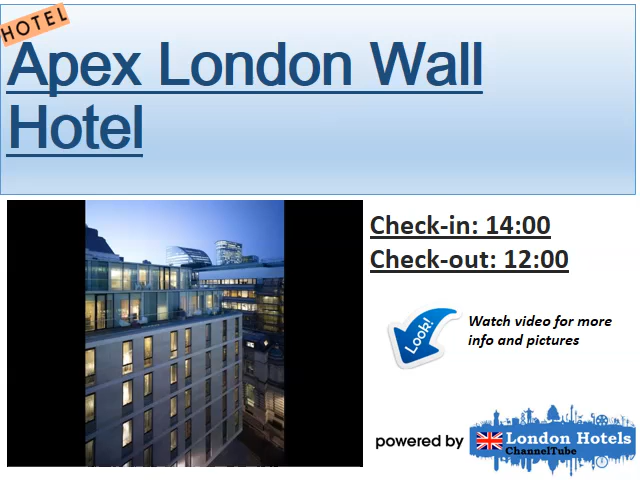 HOTEL
Apex London Wall
Hotel
Check-in: 14:00
Check-out: 12:00
Look!
Watch video for more
info and pictures
powered by
London Hotels
ChannelTube